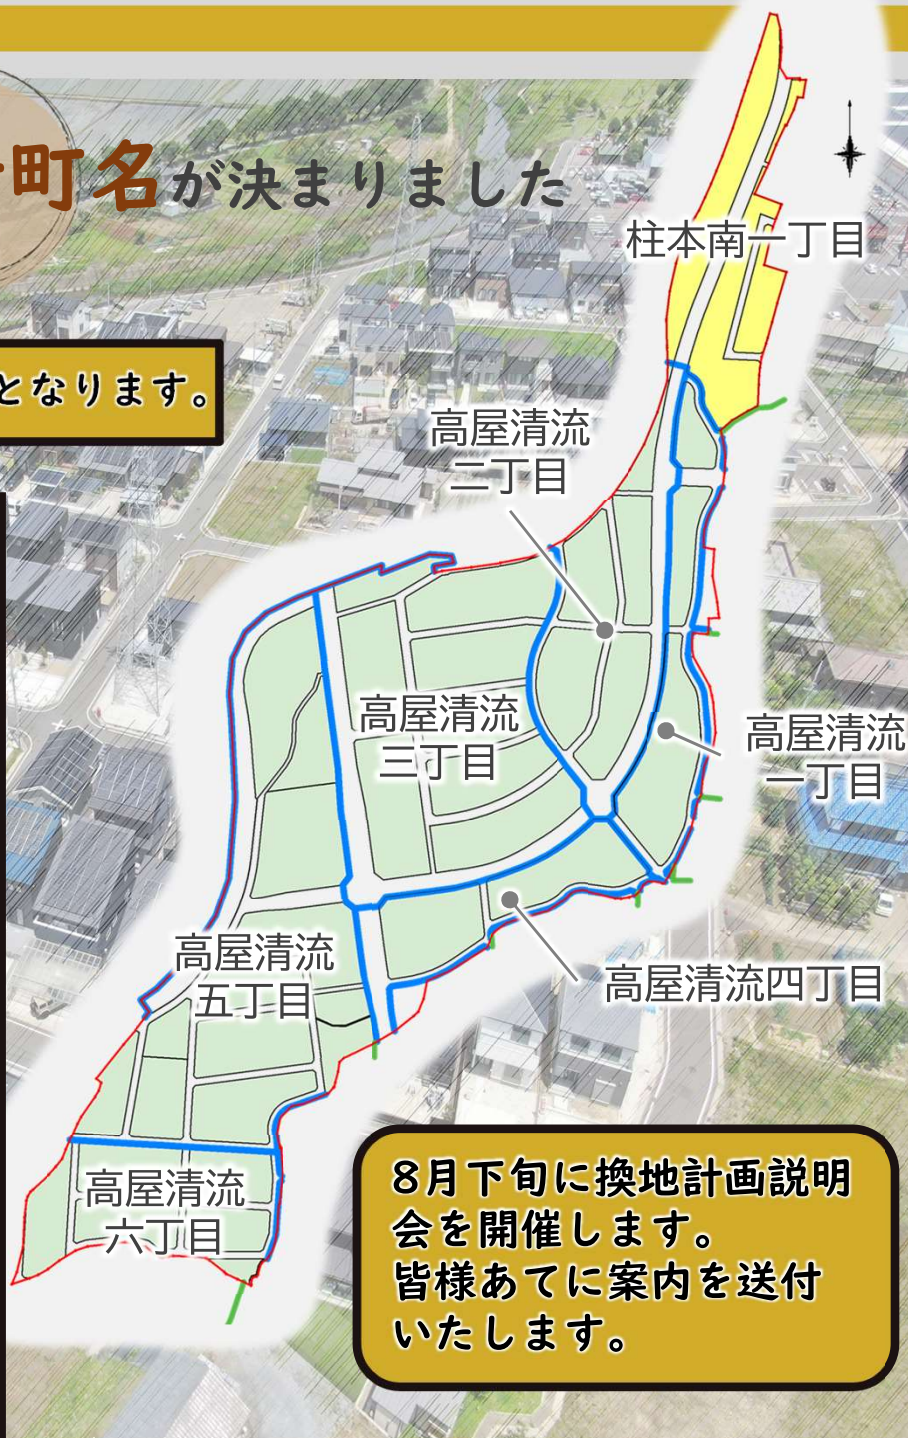 町名が決まりました
柱本南一丁目
となります。
高屋清流
二丁目
高屋清流
三丁目
高屋清流
一丁目
高屋清流
五丁目
高屋清流四丁目
高屋清流
六丁目
8月下旬に換地計画説明
会を開催します。
皆様あてに案内を送付
いたします。